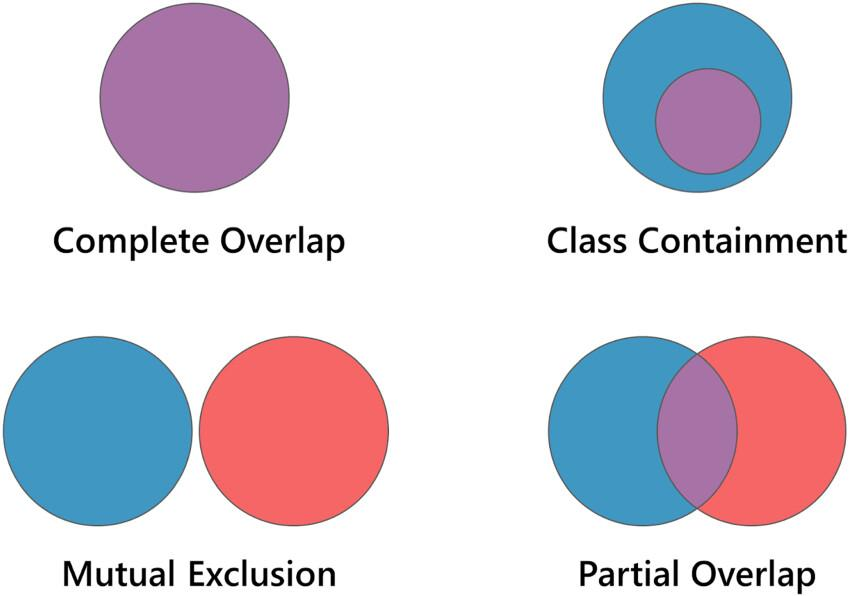 Complete Overlap
Class Containment
Mutual Exclusion
Partial Overlap